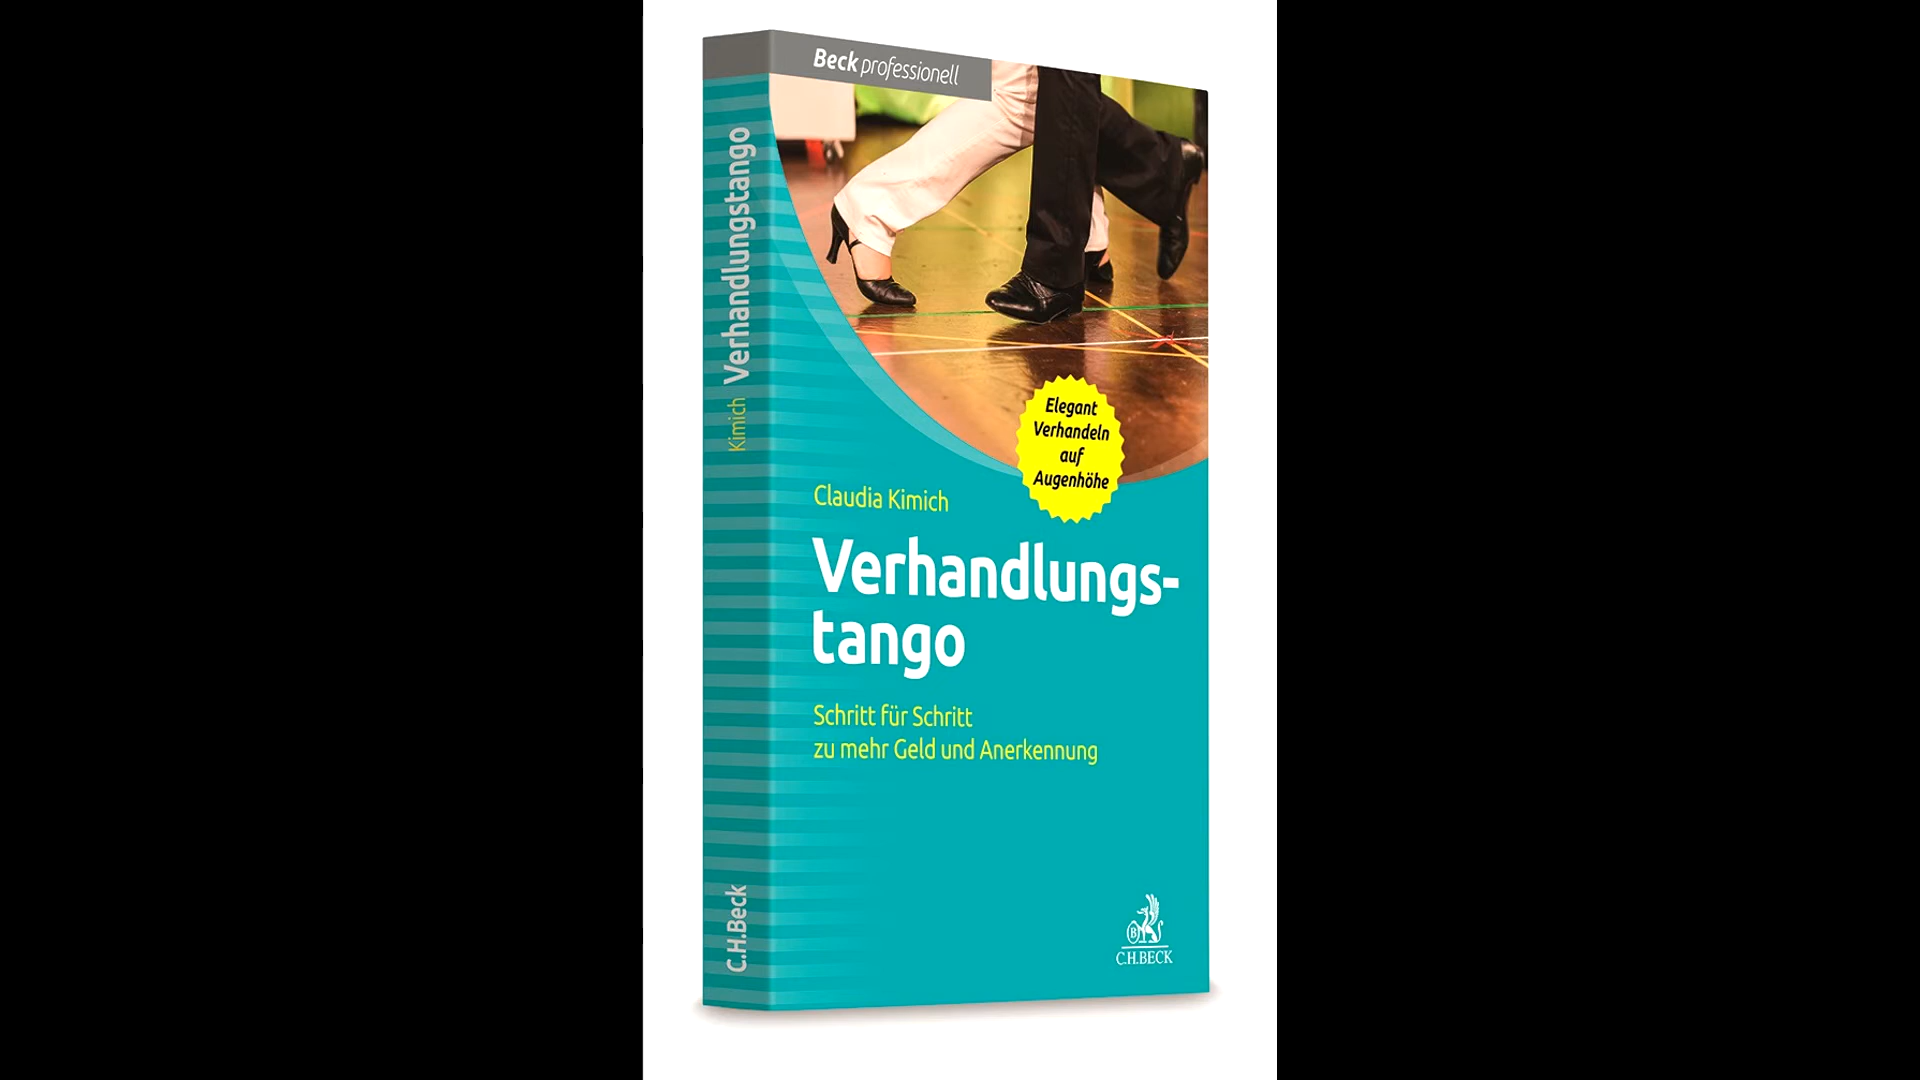 Beck professionell
Kimich Verhandlungstango
C.H.Beck
Elegant
Verhandeln
auf
Augenhöhe
Claudia Kimich
Verhandlungs-
tango
Schritt für Schritt
zu mehr Geld und Anerkennung
B
C.H.BECK